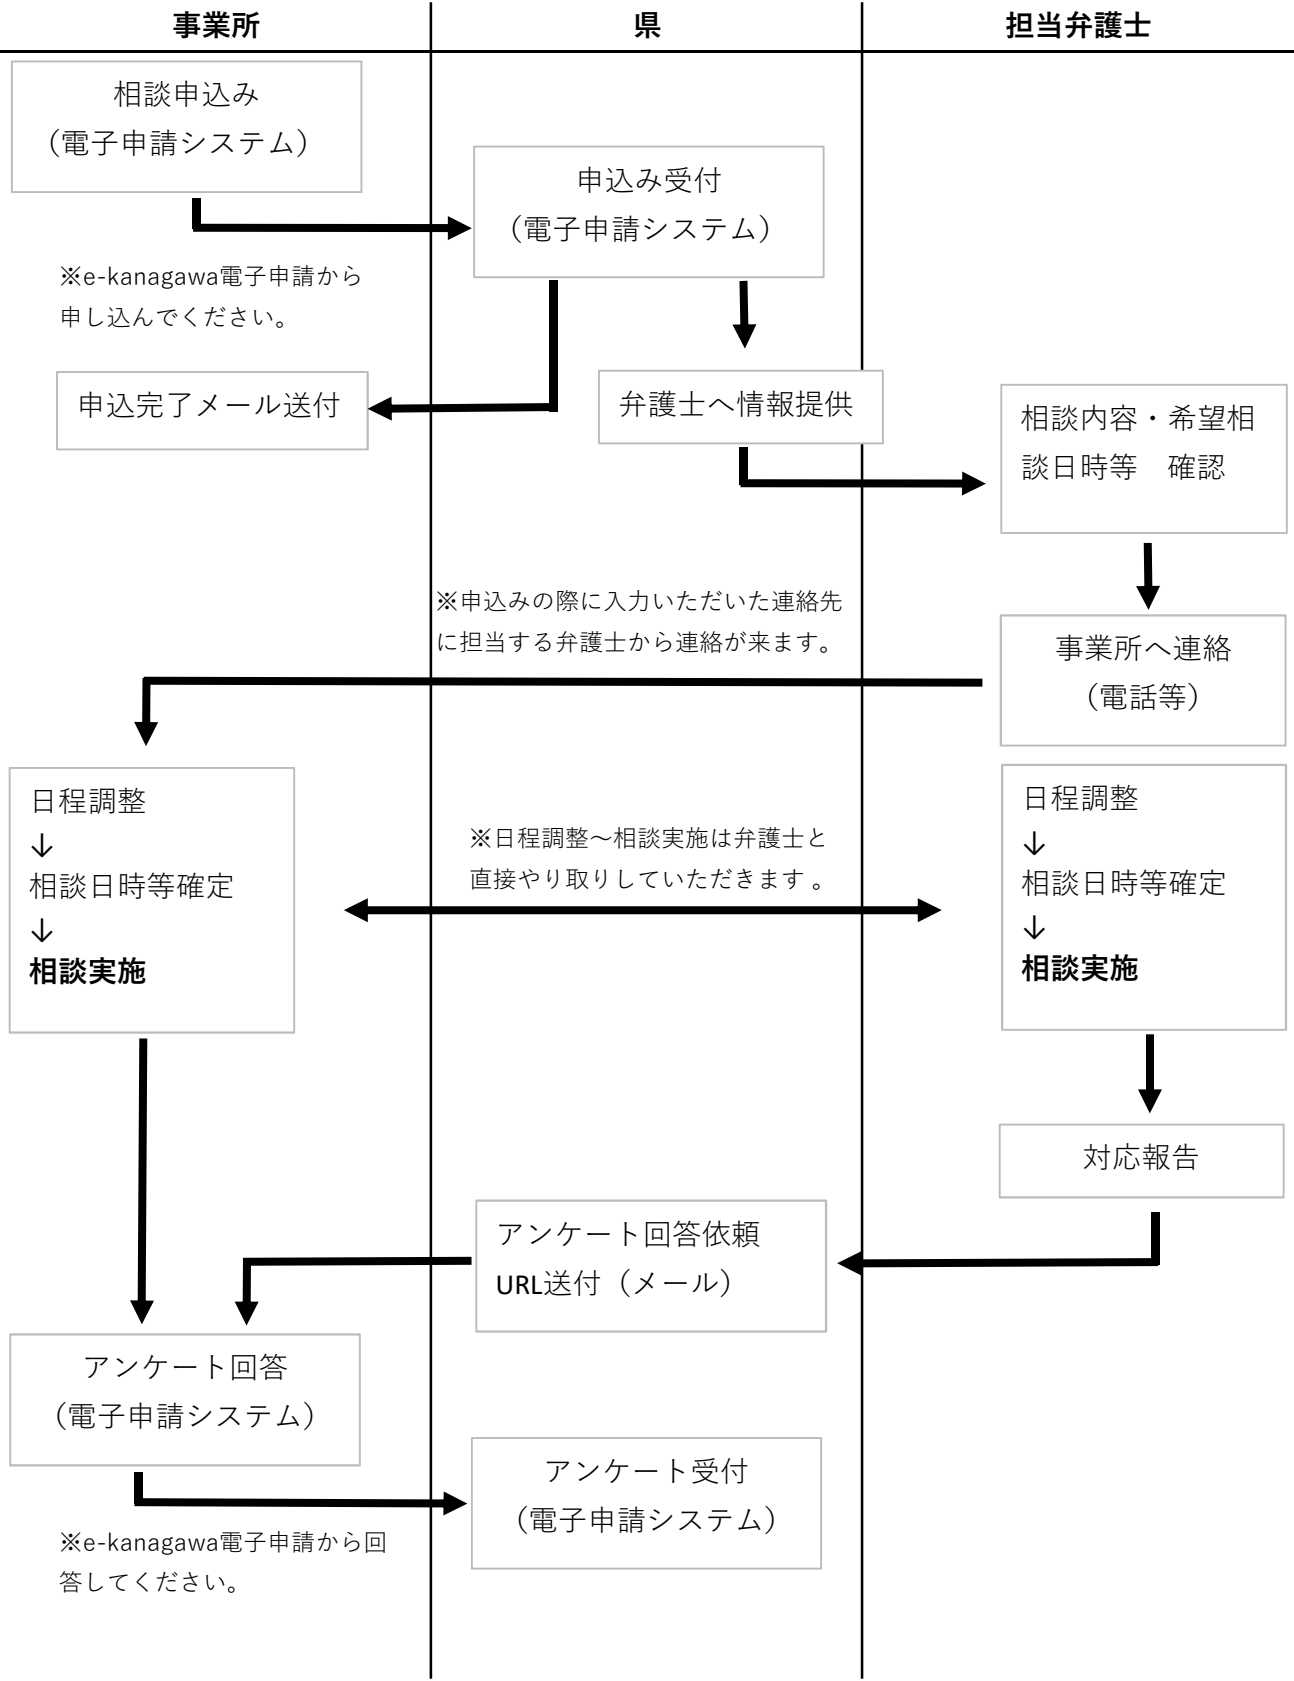 事業所
県
担当弁護士
相談申込み
（電子申請システム）
申込み受付
（電子申請システム）
※e-kanagawa電子申請から
申し込んでください。
申込完了メール送付
弁護士へ情報提供
相談内容・希望相
談日時等　確認
※申込みの際に入力いただいた連絡先
に担当する弁護士から連絡が来ます。
事業所へ連絡
（電話等）
日程調整
↓
相談日時等確定
↓
相談実施
※日程調整～相談実施は弁護士と
直接やり取りしていただきます。
日程調整
↓
相談日時等確定
↓
相談実施
対応報告
アンケート回答依頼
URL送付（メール）
アンケート回答
（電子申請システム）
アンケート受付
（電子申請システム）
※e-kanagawa電子申請から回
答してください。